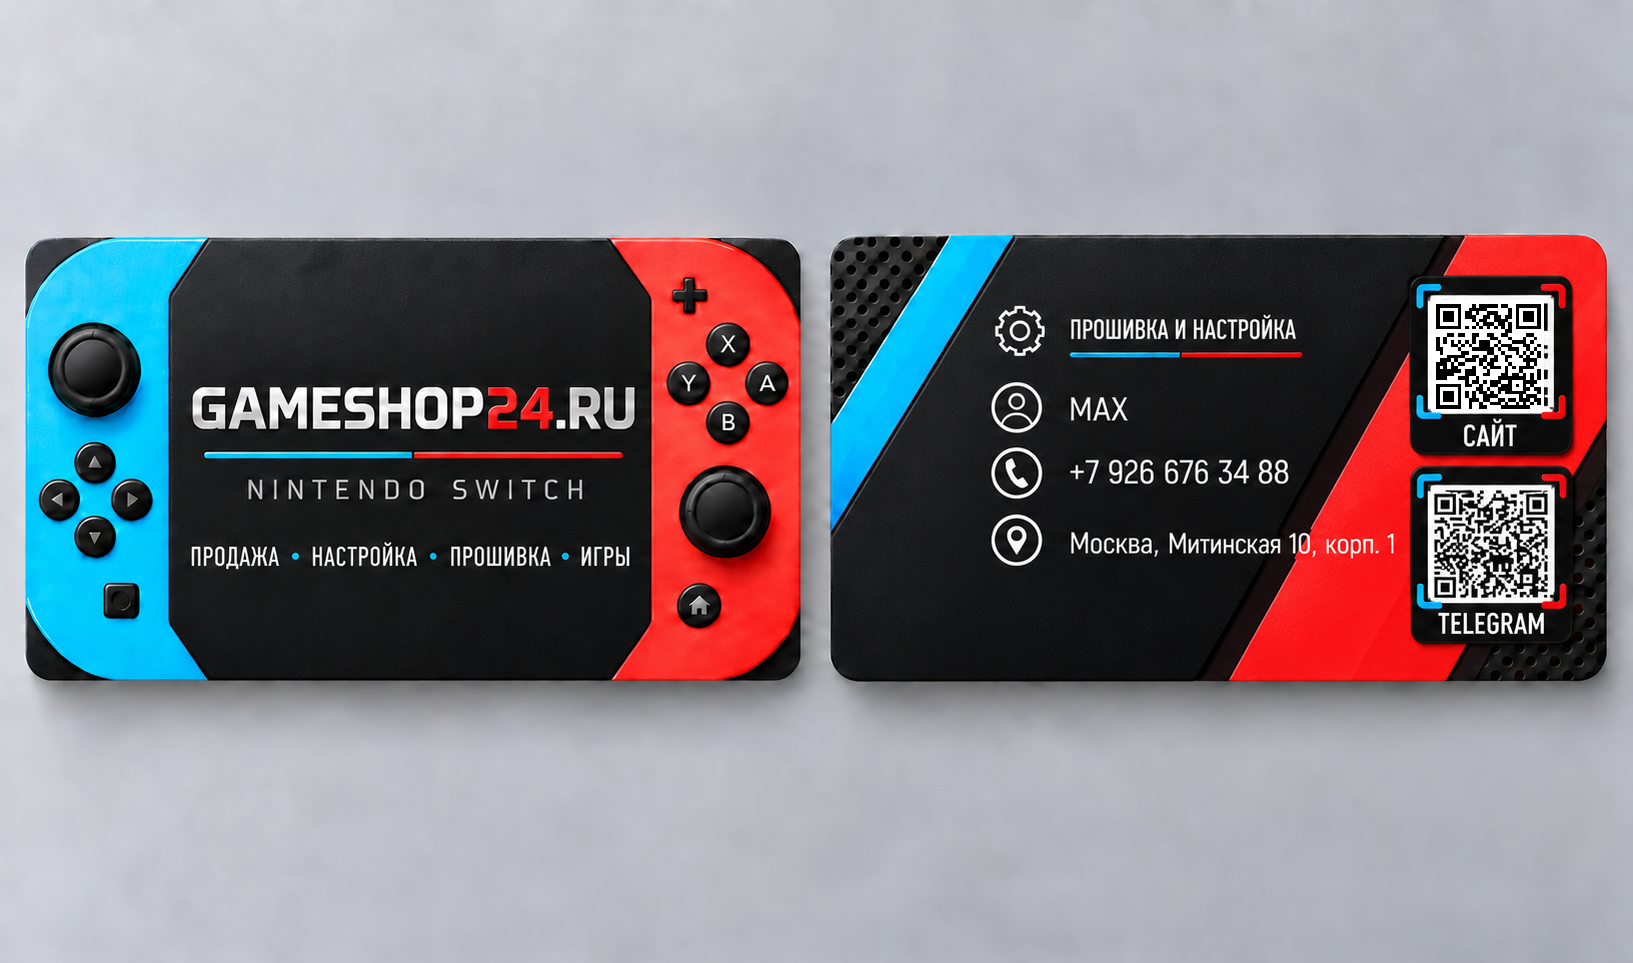 GAMESHOP24.RU
NINTENDO SWITCH
ПРОДАЖА • НАСТРОЙКА • ПРОШИВКА • ИГРЫ
X
Y A
B
ПРОШИВКА И НАСТРОЙКА
MAX
+7 926 676 34 88
Москва, Митинская 10, корп. 1
САЙТ
TELEGRAM